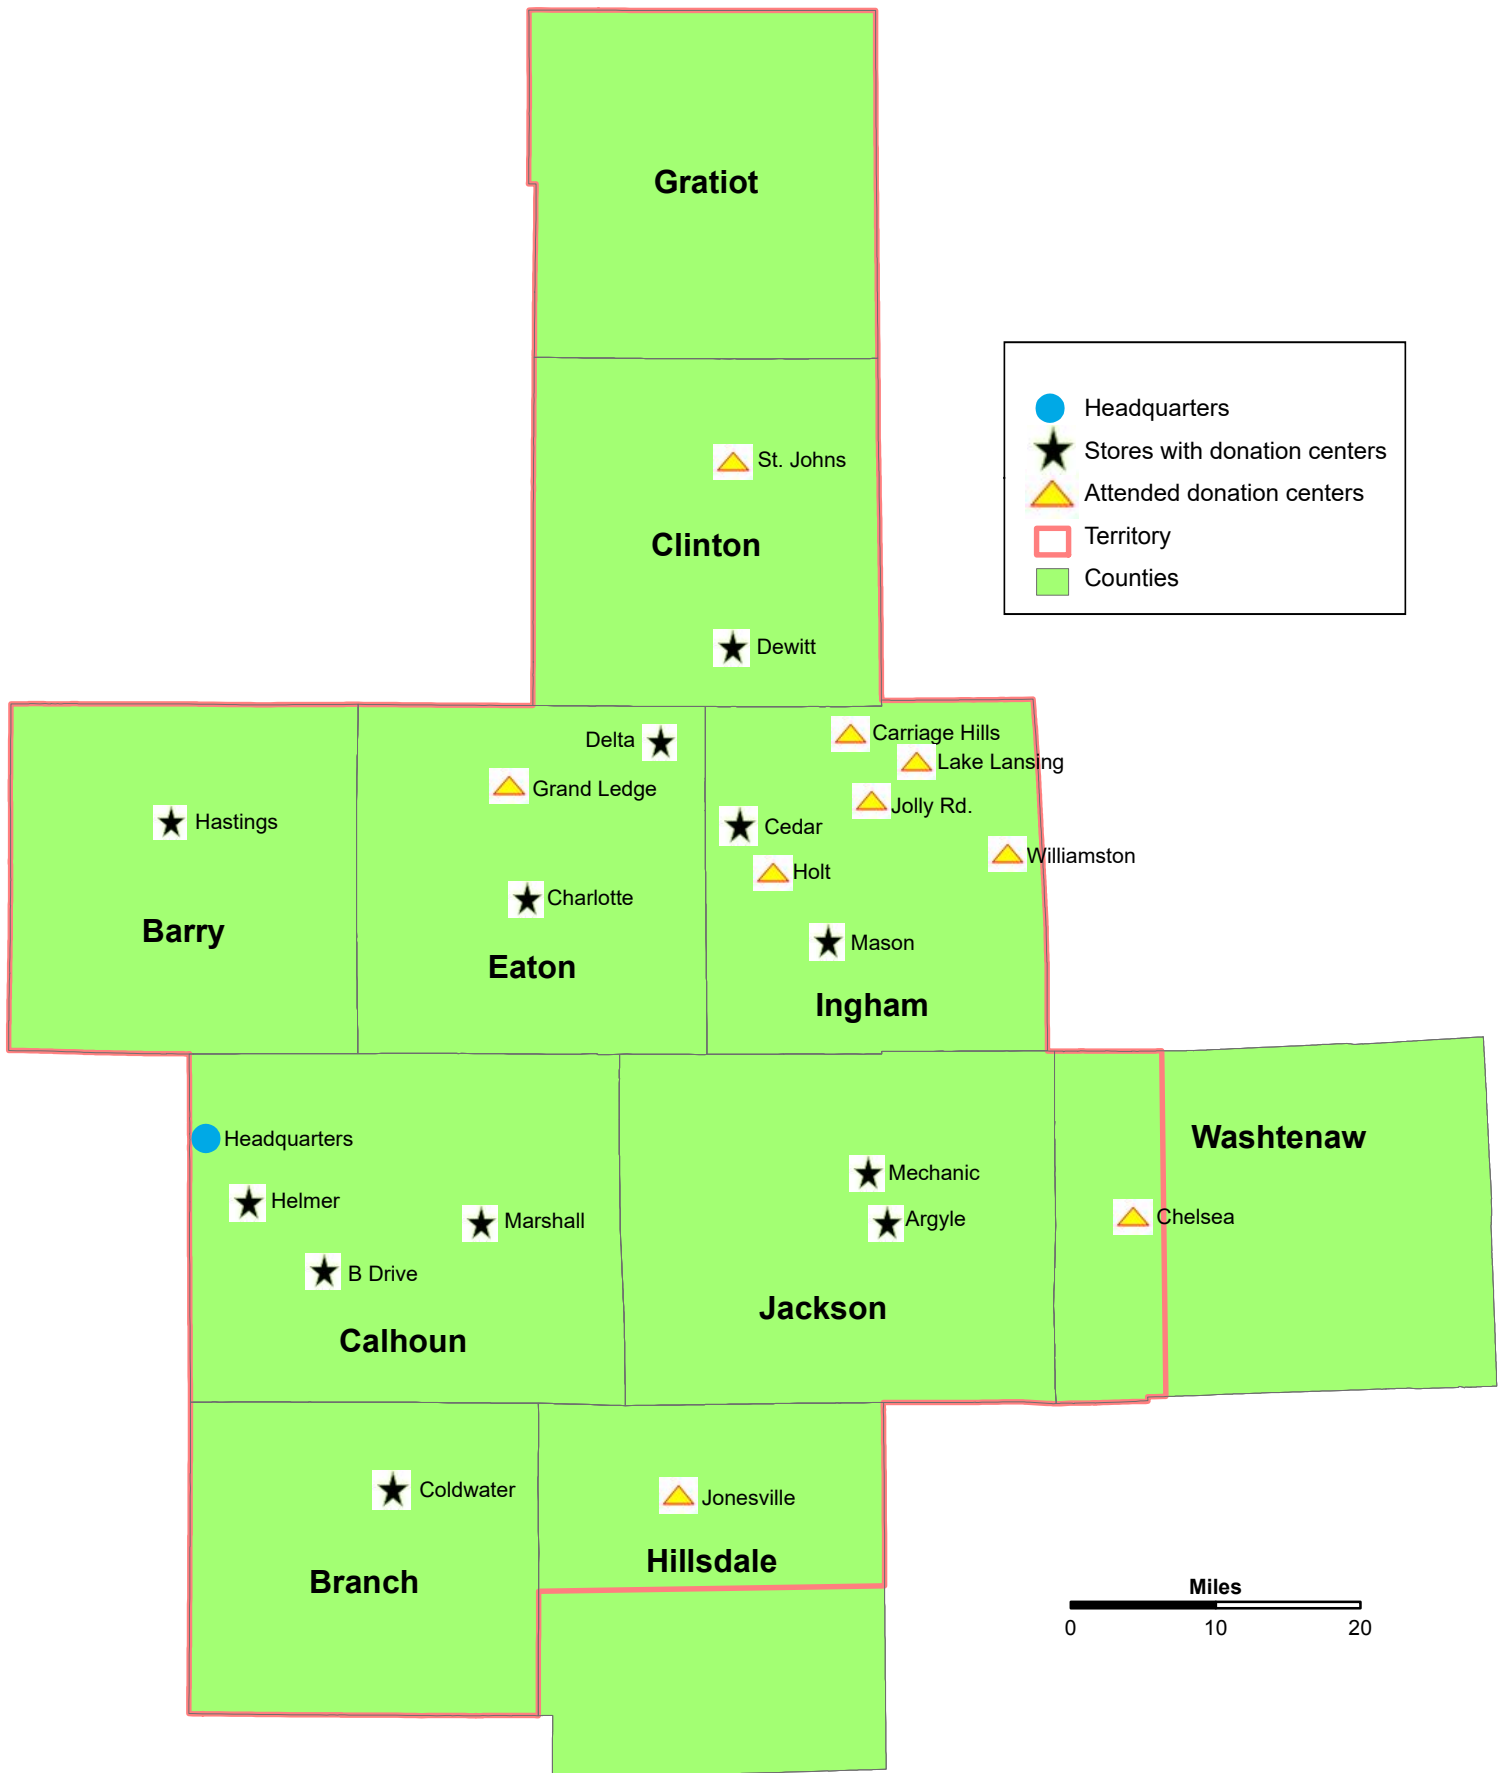 Gratiot
Headquarters
Stores with donation centers
Attended donation centers
Territory
Counties
St. Johns
Clinton
Dewitt
Delta
Carriage Hills
Lake Lansing
Grand Ledge
Jolly Rd.
Hastings
Cedar
Williamston
Holt
Charlotte
Barry
Mason
Eaton
Ingham
Headquarters
Washtenaw
Mechanic
Helmer
Marshall
Argyle
Chelsea
B Drive
Jackson
Calhoun
Coldwater
Jonesville
Hillsdale
Branch
Miles
0 10 20